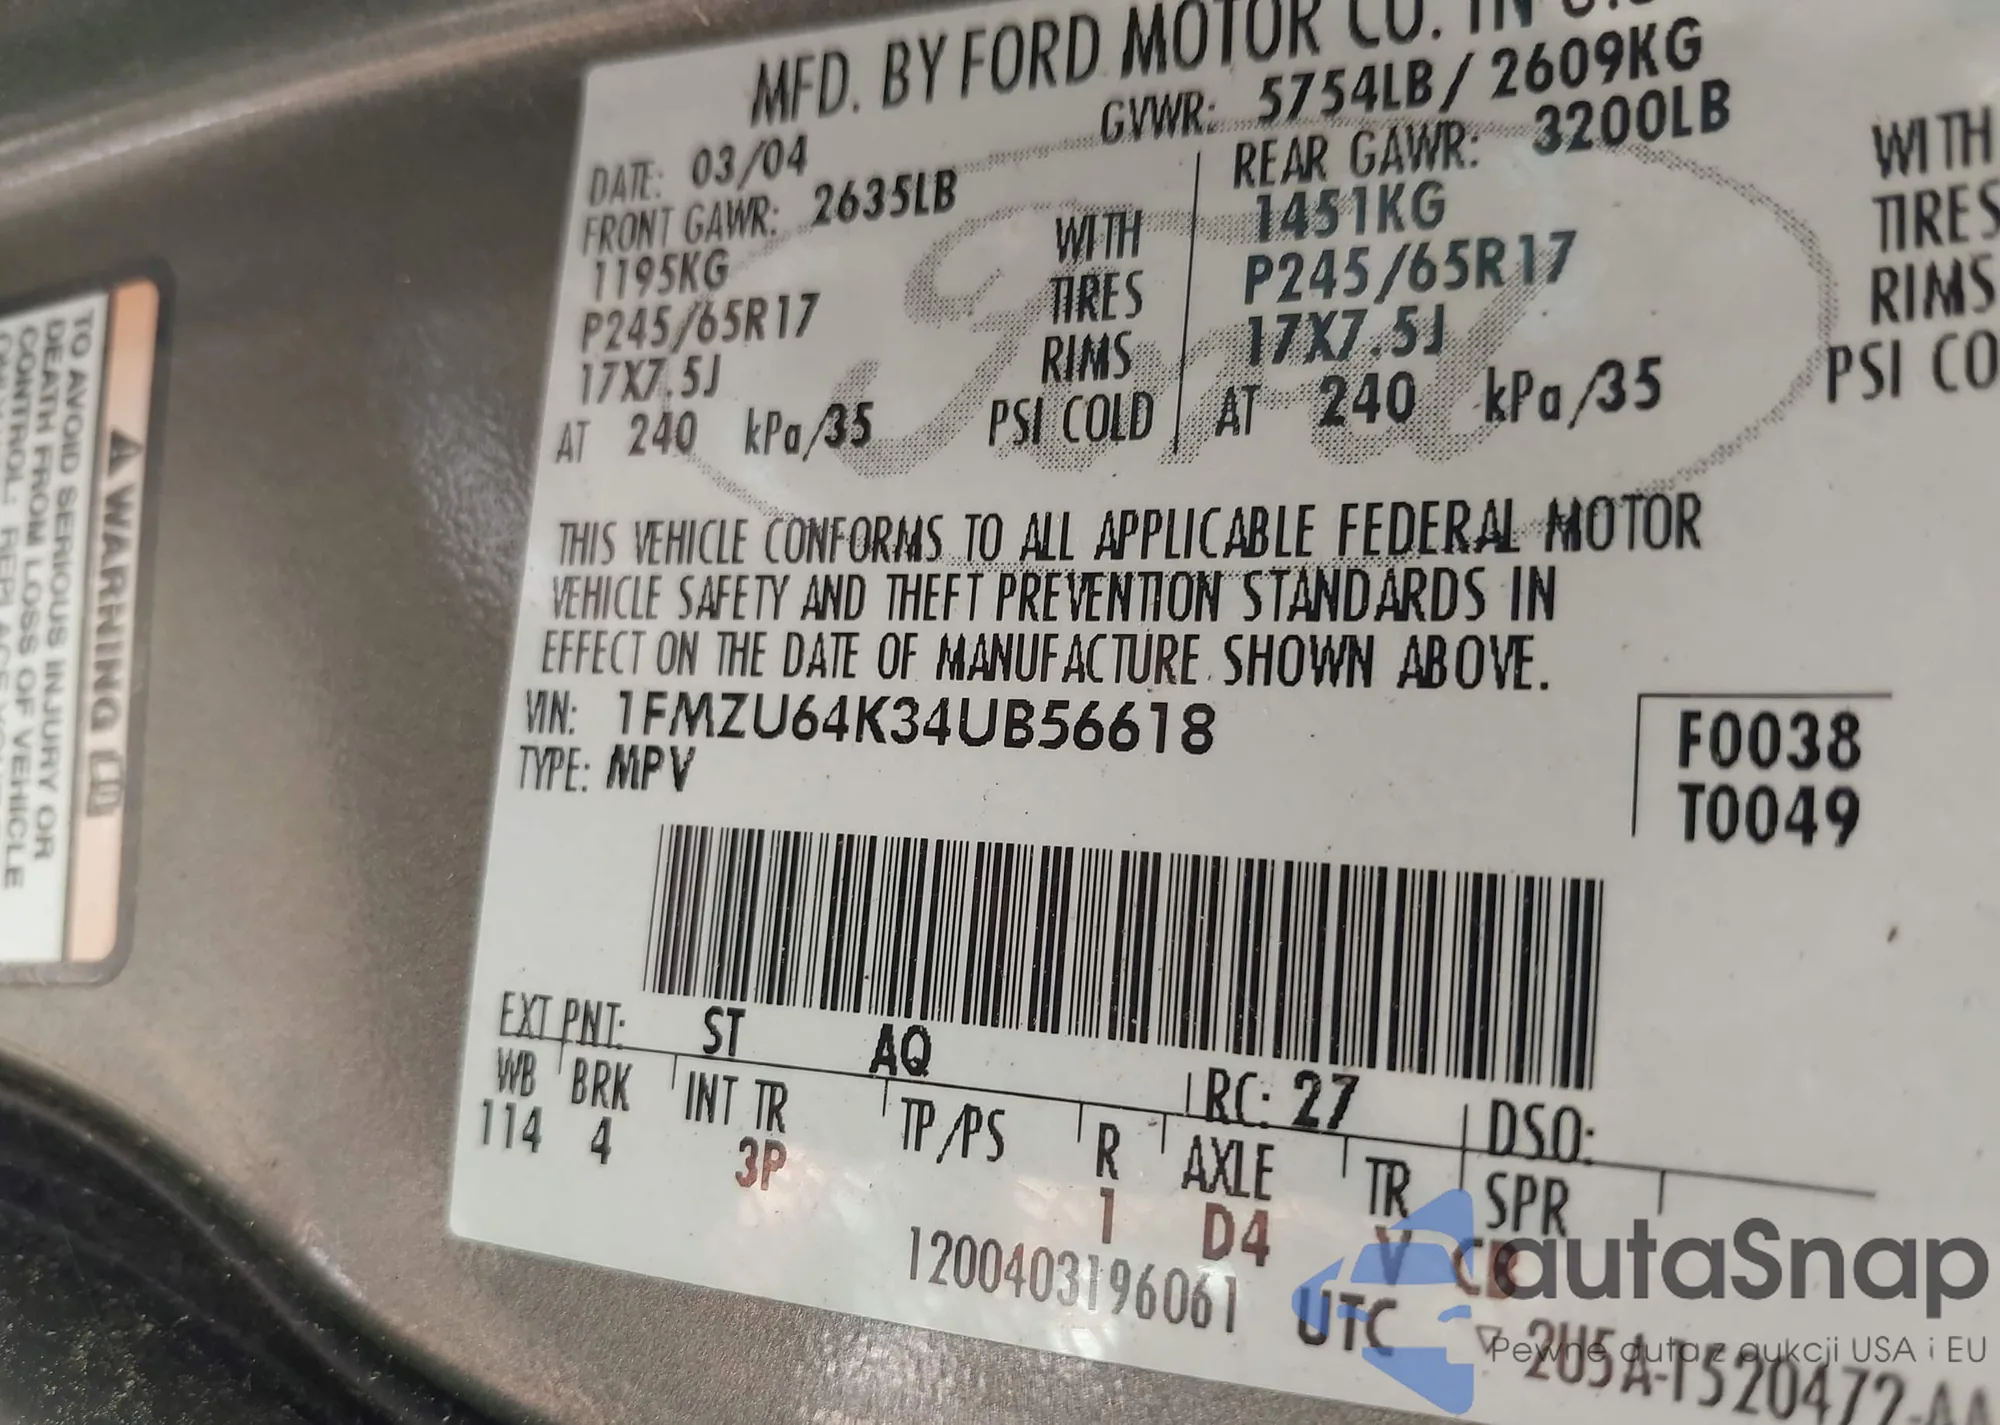 MFD. BY FORD MOTOR CO. IN
DATE: 03/04 GVWR: 5754LB/ 2609KG
FRONT GAWR: 2635LB REAR GAWR: 3200LB
1195KG WITH 1451KG WITH
P245/65R17 TIRES P245/65R17 TIRES
17X7.5J RIMS 17X7.5J RIMS
AT 240 kPa/35 PSI COLD AT 240 kPa/35 PSI CO
Ford
THIS VEHICLE CONFORMS TO ALL APPLICABLE FEDERAL MOTOR
VEHICLE SAFETY AND THEFT PREVENTION STANDARDS IN
EFFECT ON THE DATE OF MANUFACTURE SHOWN ABOVE.
VIN: 1FMZU64K34UB56618
TYPE: MPV
F0038
T0049
EXT PNT: ST AQ RC: 27 DSO:
WB BRK INT TR TP/PS R AXLE TR SPR
114 4 3P 1 D4 V
1200403196061 UTC
WARNING
TO AVOID SERIOUS INJURY OR
DEATH FROM LOSS OF VEHICLE
CONTROL: REPLACE
autaSnap
Pewne auta z aukcji USA i EU